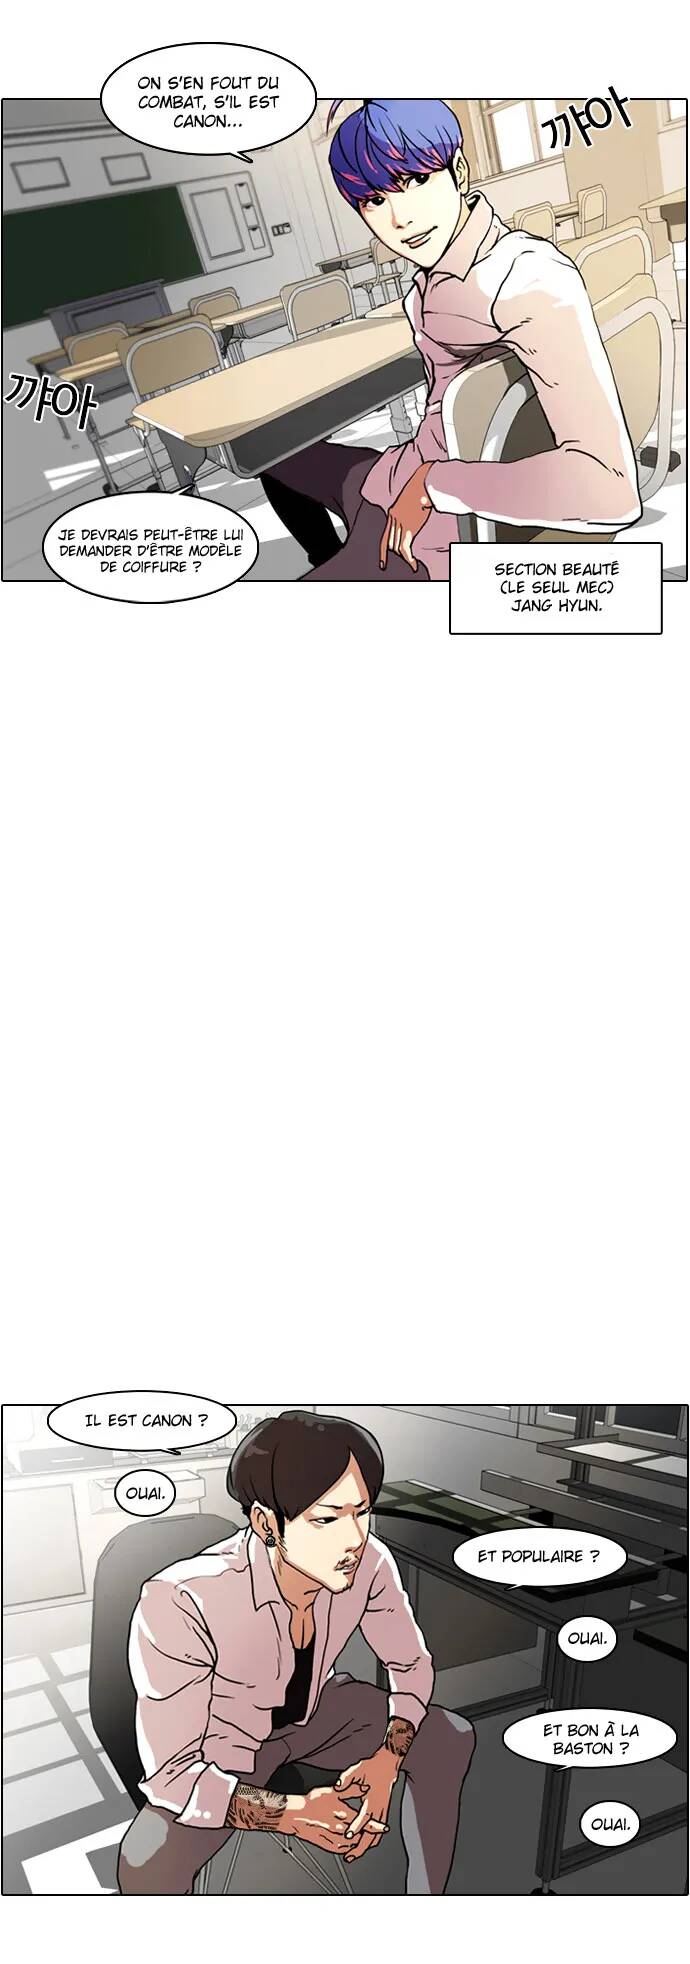 ON S'EN FOUT DU
COMBAT, S'IL EST
CANON...
꺄아
꺄아
JE DEVRAIS PEUT-ÊTRE LUI
DEMANDER D'ÊTRE MODÈLE
DE COIFFURE ?
SECTION BEAUTÉ
(LE SEUL MEC)
JANG HYUN.
IL EST CANON ?
OUAI.
ET POPULAIRE ?
OUAI.
ET BON À LA
BASTON ?
OUAI.